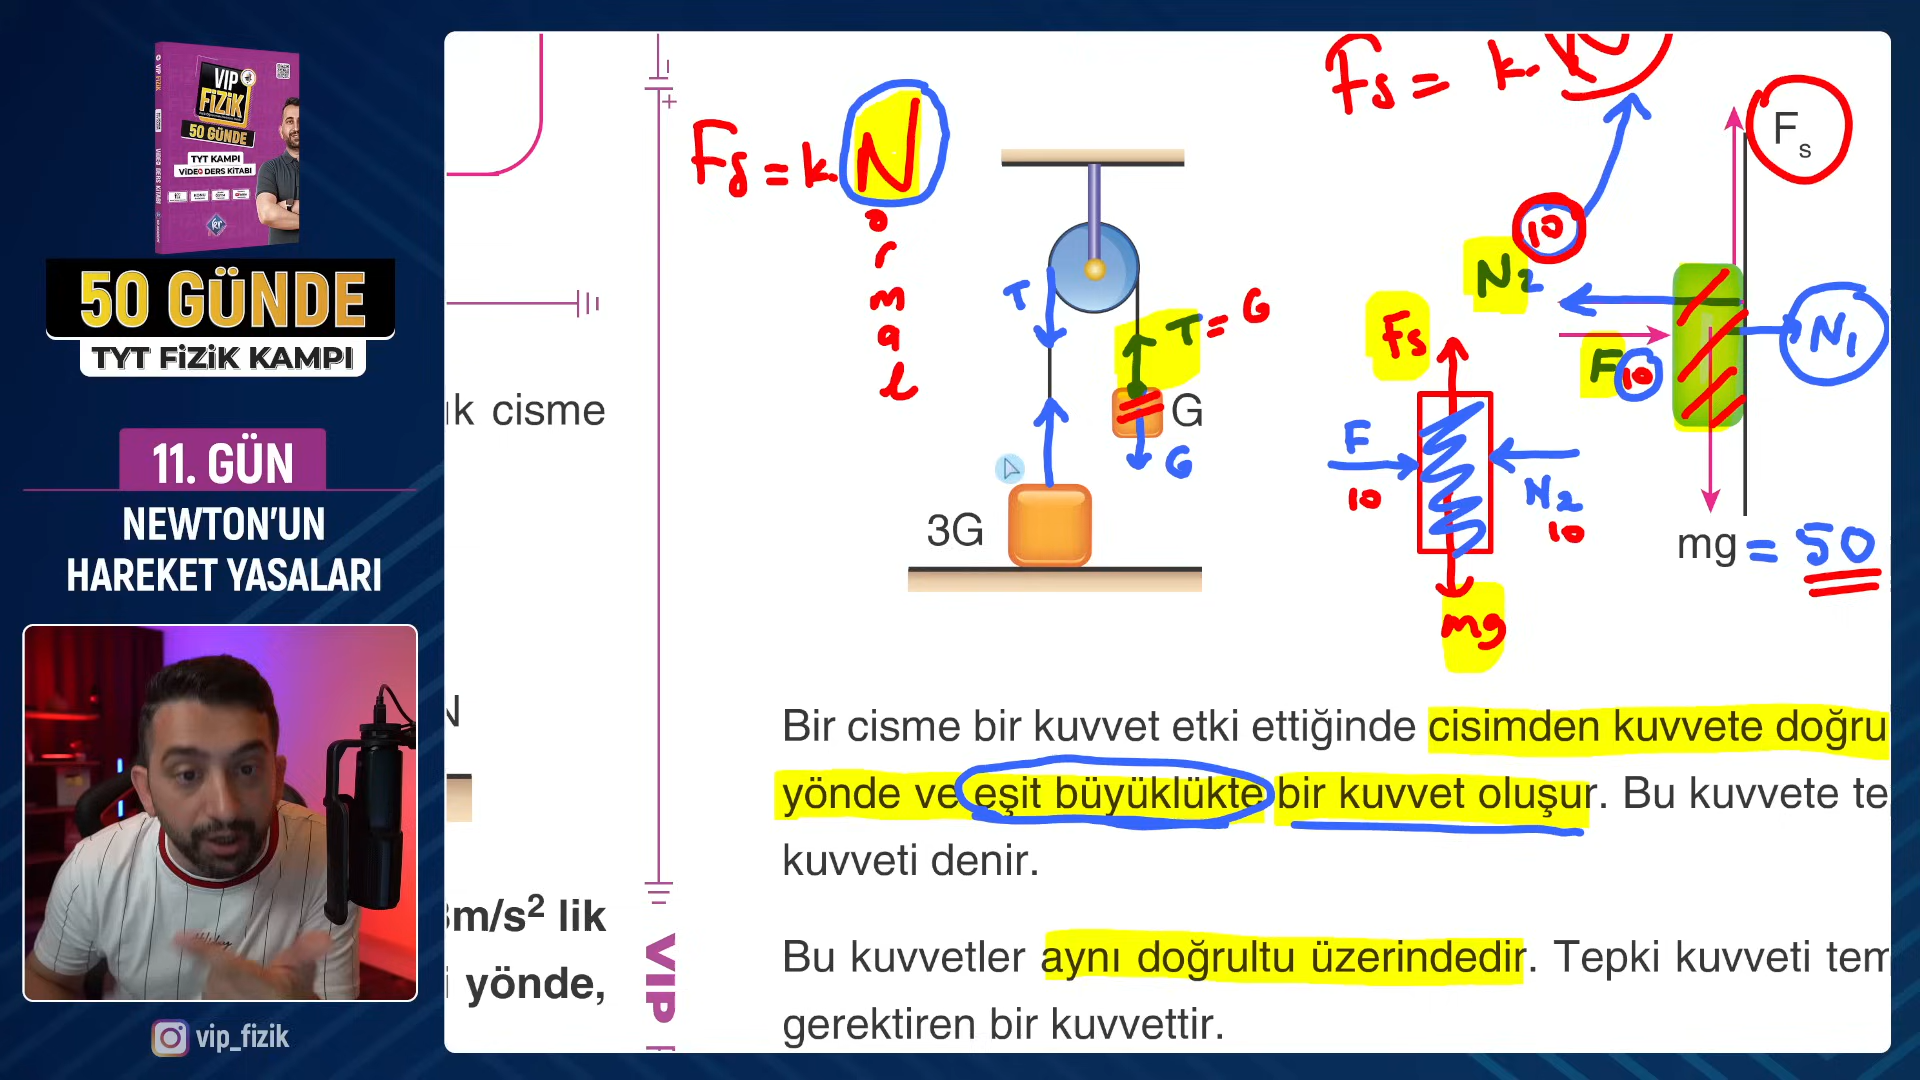 VIP
FİZİK
50 GÜNDE
TYT KAMPI
VİDEO DERS KİTABI
50 GÜNDE
TYT FİZİK KAMPI
11. GÜN
NEWTON'UN
HAREKET YASALARI
vip_fizik
k cisme
N
3m/s² lik
yönde,
VIP
+
Fs = k. N
o
r
m
a
l
T
T = G
G
G
3G
Fs = k. N
Fs
10
N2
F 10
N1
Fs
F
10
N2
10
mg
mg = 50
Bir cisme bir kuvvet etki ettiğinde cisimden kuvvete doğru
yönde ve eşit büyüklükte bir kuvvet oluşur. Bu kuvvete te
kuvveti denir.
Bu kuvvetler aynı doğrultu üzerindedir. Tepki kuvveti tem
gerektiren bir kuvvettir.